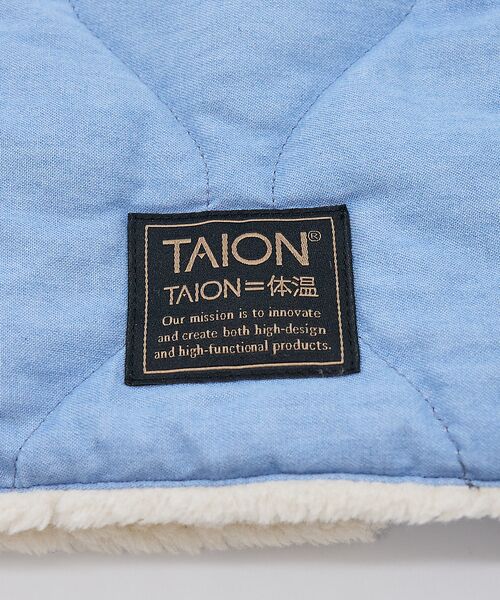 TAION®
TAION=体温
Our mission is to innovate
and create both high-design
and high-functional products.